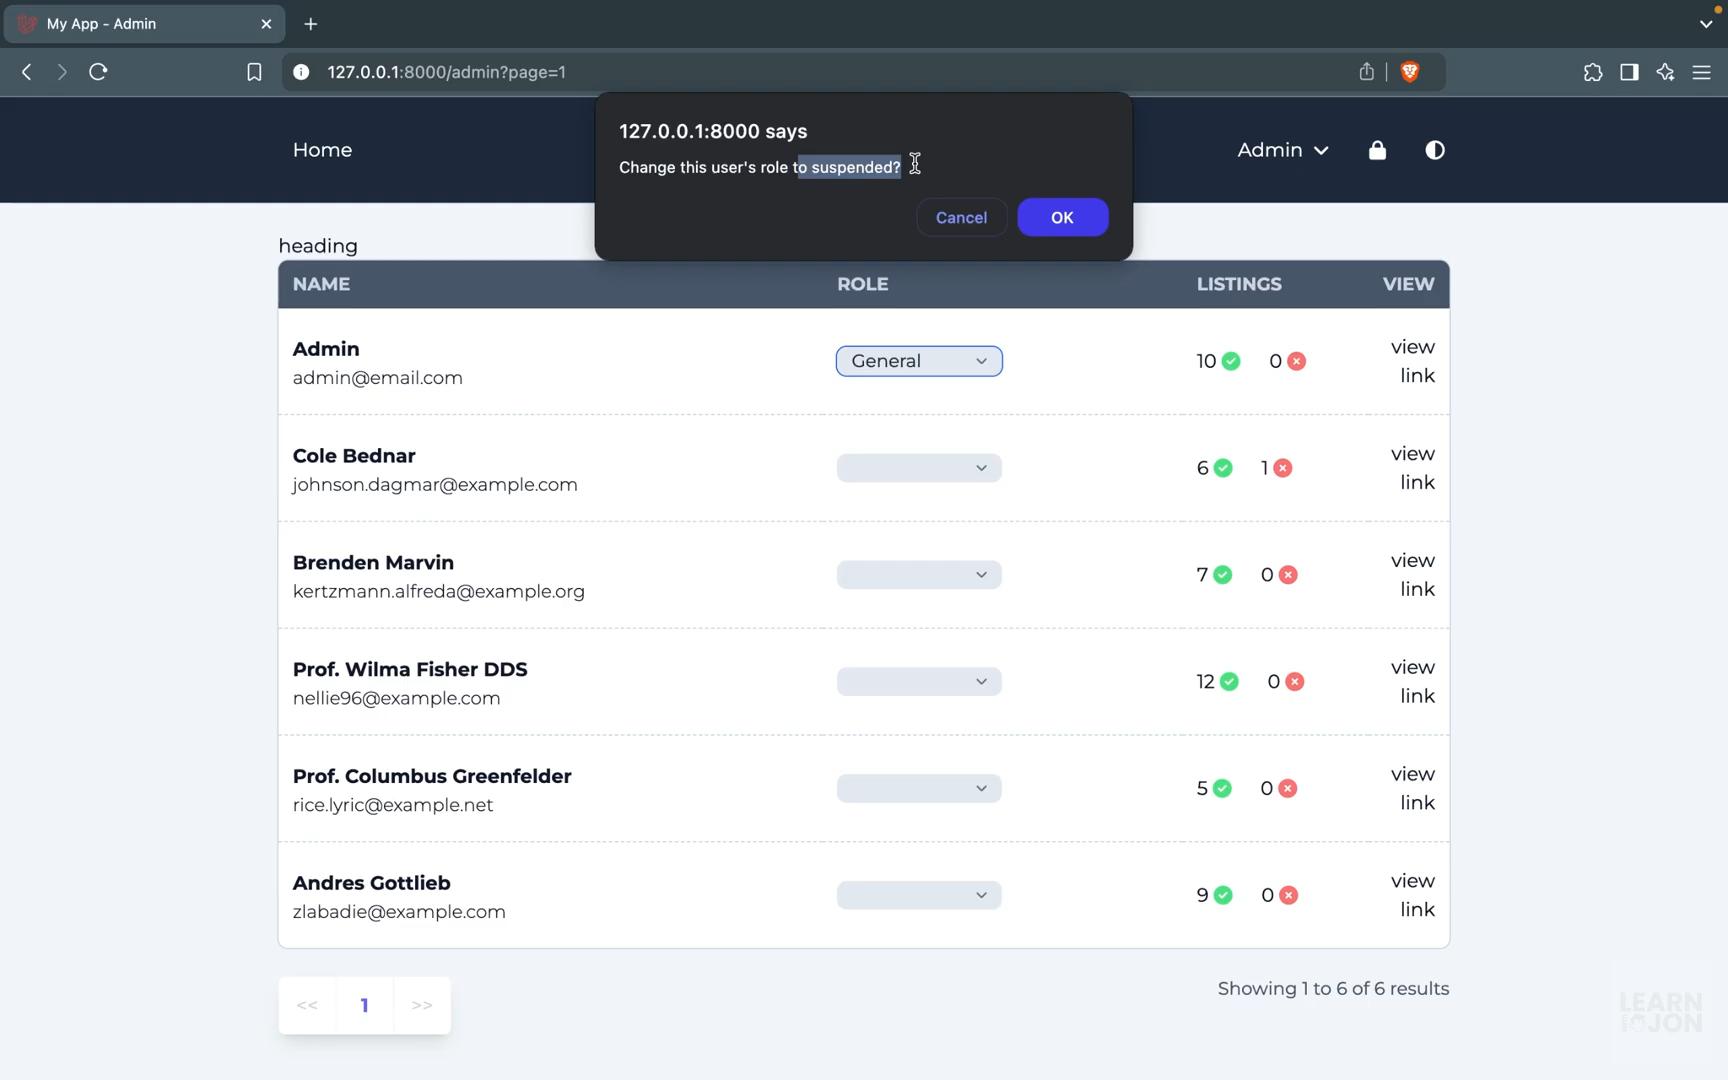 My App - Admin
127.0.0.1:8000/admin?page=1
127.0.0.1:8000 says
Change this user's role to suspended?
Cancel
OK
Home
Admin
heading
NAME ROLE LISTINGS VIEW
Admin
admin@email.com
General
10 0
view
link
Cole Bednar
johnson.dagmar@example.com
6 1
view
link
Brenden Marvin
kertzmann.alfreda@example.org
7 0
view
link
Prof. Wilma Fisher DDS
nellie96@example.com
12 0
view
link
Prof. Columbus Greenfelder
rice.lyric@example.net
5 0
view
link
Andres Gottlieb
zlabadie@example.com
9 0
view
link
<< 1 >>
Showing 1 to 6 of 6 results
LEARN
JON